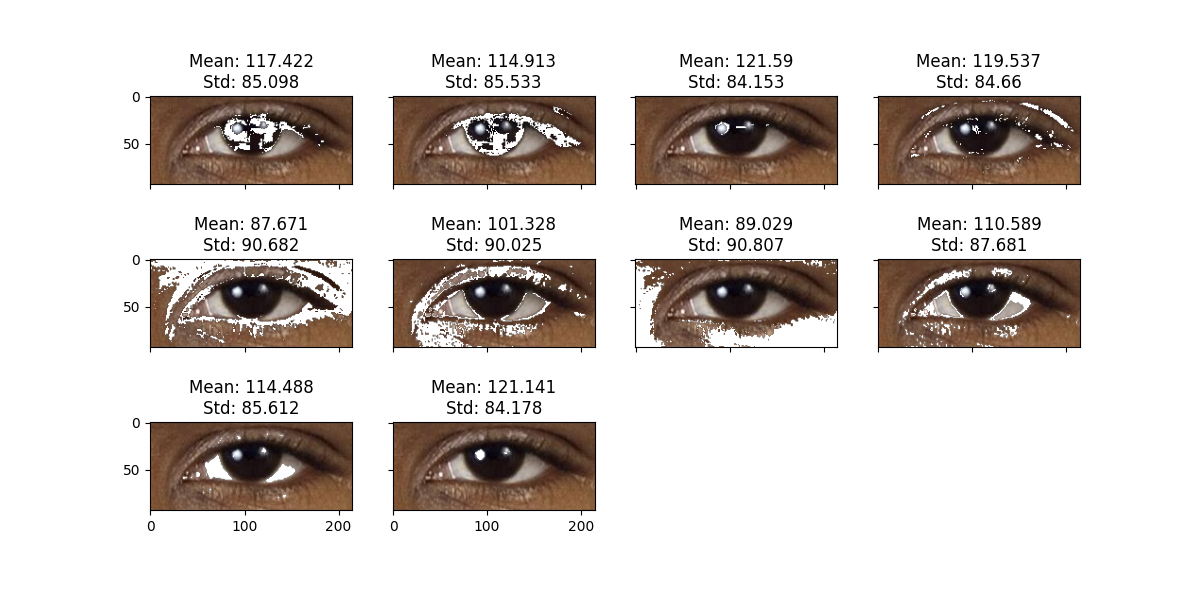 Mean: 117.422
Std: 85.098
Mean: 114.913
Std: 85.533
Mean: 121.59
Std: 84.153
Mean: 119.537
Std: 84.66
0
50
Mean: 87.671
Std: 90.682
Mean: 101.328
Std: 90.025
Mean: 89.029
Std: 90.807
Mean: 110.589
Std: 87.681
0
50
Mean: 114.488
Std: 85.612
Mean: 121.141
Std: 84.178
0
50
0 100 200
0 100 200